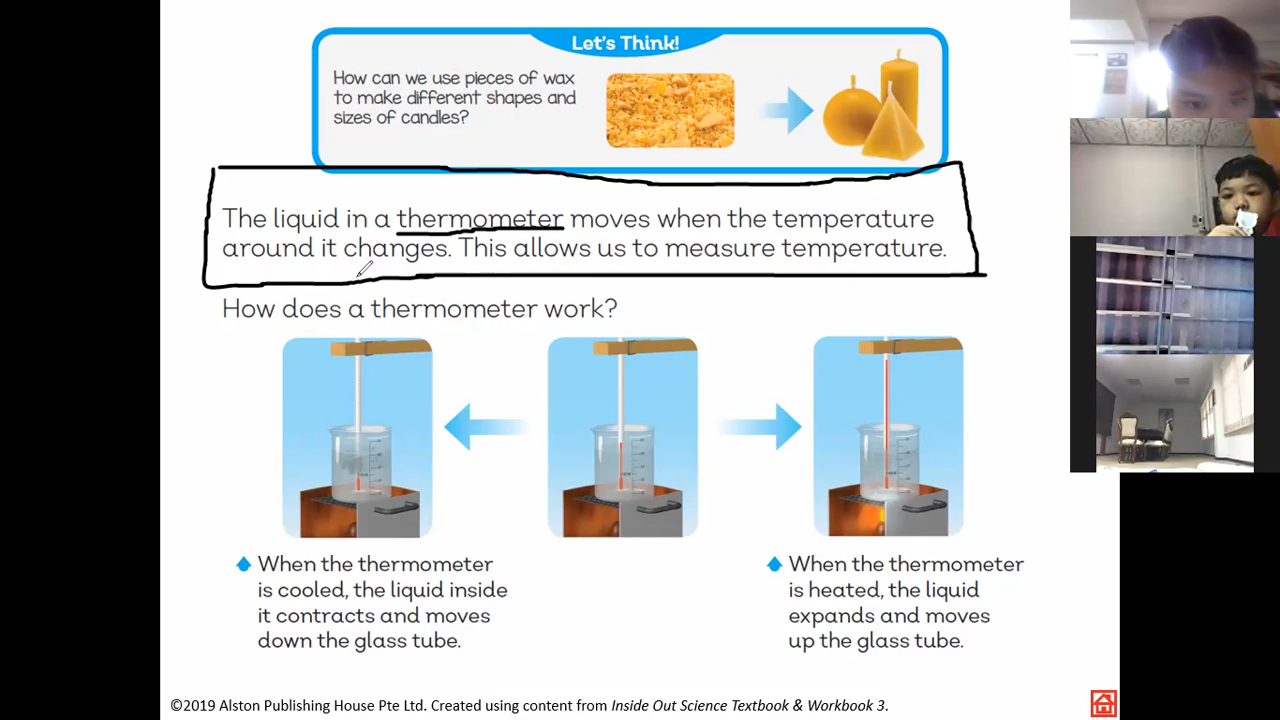 Let's Think!
How can we use pieces of wax
to make different shapes and
sizes of candles?
The liquid in a thermometer moves when the temperature
around it changes. This allows us to measure temperature.
How does a thermometer work?
When the thermometer
is cooled, the liquid inside
it contracts and moves
down the glass tube.
When the thermometer
is heated, the liquid
expands and moves
up the glass tube.
©2019 Alston Publishing House Pte Ltd. Created using content from Inside Out Science Textbook & Workbook 3.